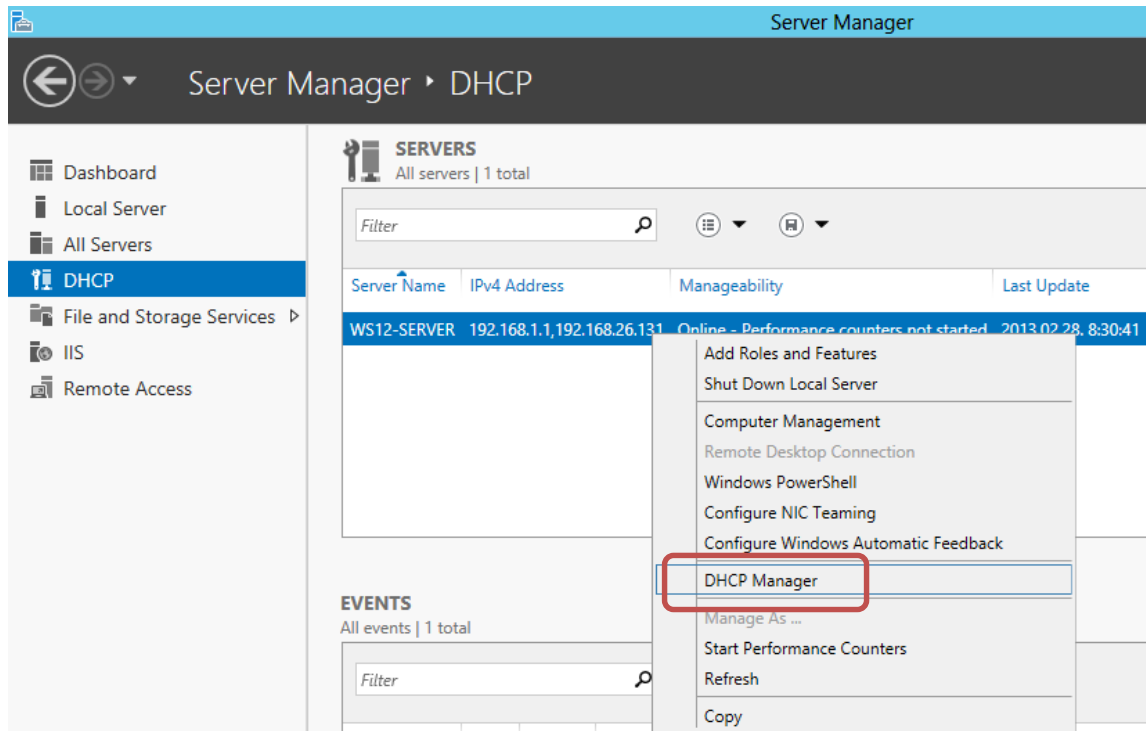 Server Manager
Server Manager ‣ DHCP
Dashboard
Local Server
All Servers
DHCP
File and Storage Services
IIS
Remote Access
SERVERS
All servers | 1 total
Filter
Server Name IPv4 Address Manageability Last Update
WS12-SERVER 192.168.1.1,192.168.26.131 Online - Performance counters not started 2013.02.28. 8:30:41
Add Roles and Features
Shut Down Local Server
Computer Management
Remote Desktop Connection
Windows PowerShell
Configure NIC Teaming
Configure Windows Automatic Feedback
DHCP Manager
Manage As ...
Start Performance Counters
Refresh
Copy
EVENTS
All events | 1 total
Filter